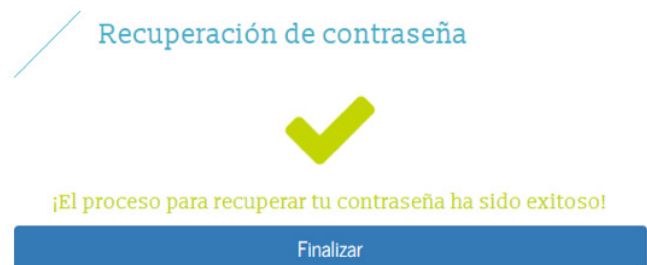 Recuperación de contraseña
¡El proceso para recuperar tu contraseña ha sido exitoso!
Finalizar